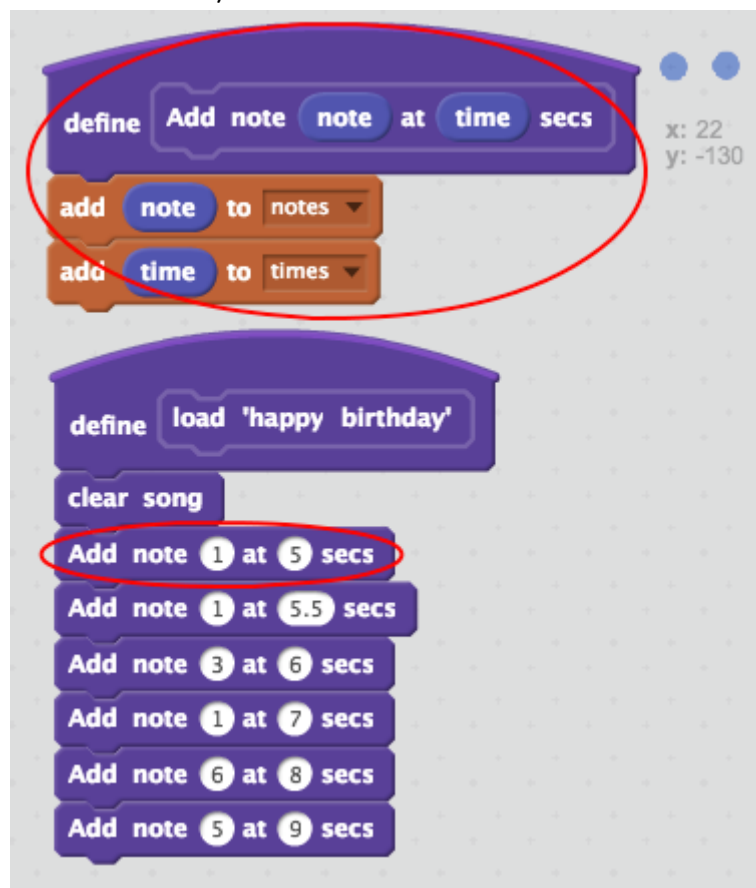 define Add note note at time secs
x: 22
y: -130
add note to notes
add time to times
define load 'happy birthday'
clear song
Add note 1 at 5 secs
Add note 1 at 5.5 secs
Add note 3 at 6 secs
Add note 1 at 7 secs
Add note 6 at 8 secs
Add note 5 at 9 secs